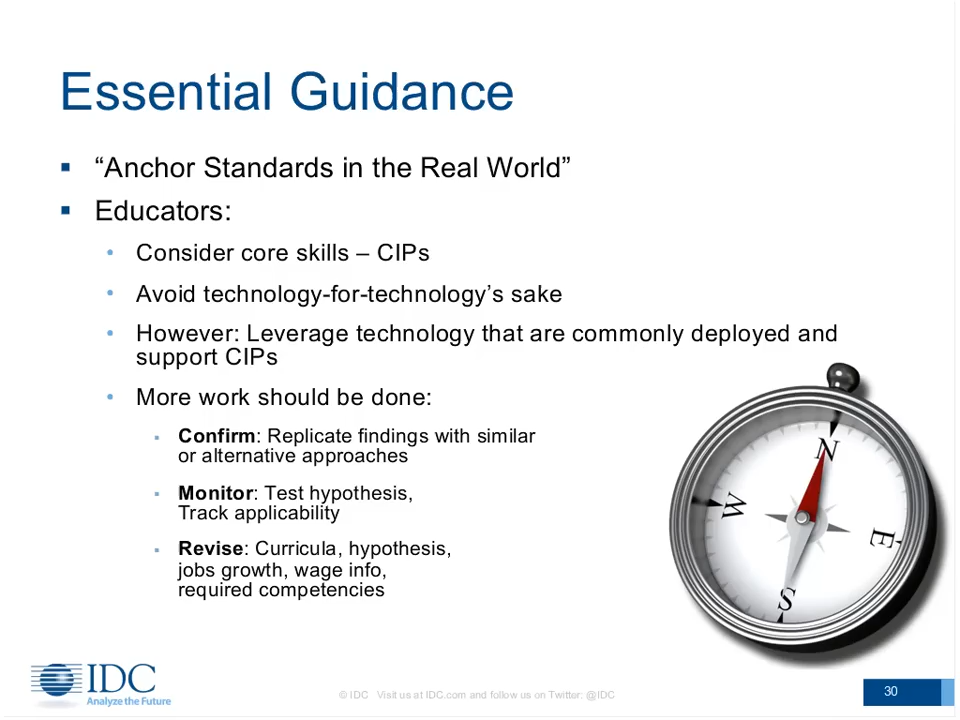 Essential Guidance
“Anchor Standards in the Real World”
Educators:
Consider core skills – CIPs
Avoid technology-for-technology’s sake
However: Leverage technology that are commonly deployed and
support CIPs
More work should be done:
Confirm: Replicate findings with similar
or alternative approaches
Monitor: Test hypothesis,
Track applicability
Revise: Curricula, hypothesis,
jobs growth, wage info,
required competencies
N
W
E
S
IDC
Analyze the Future
© IDC Visit us at IDC.com and follow us on Twitter: @IDC
30